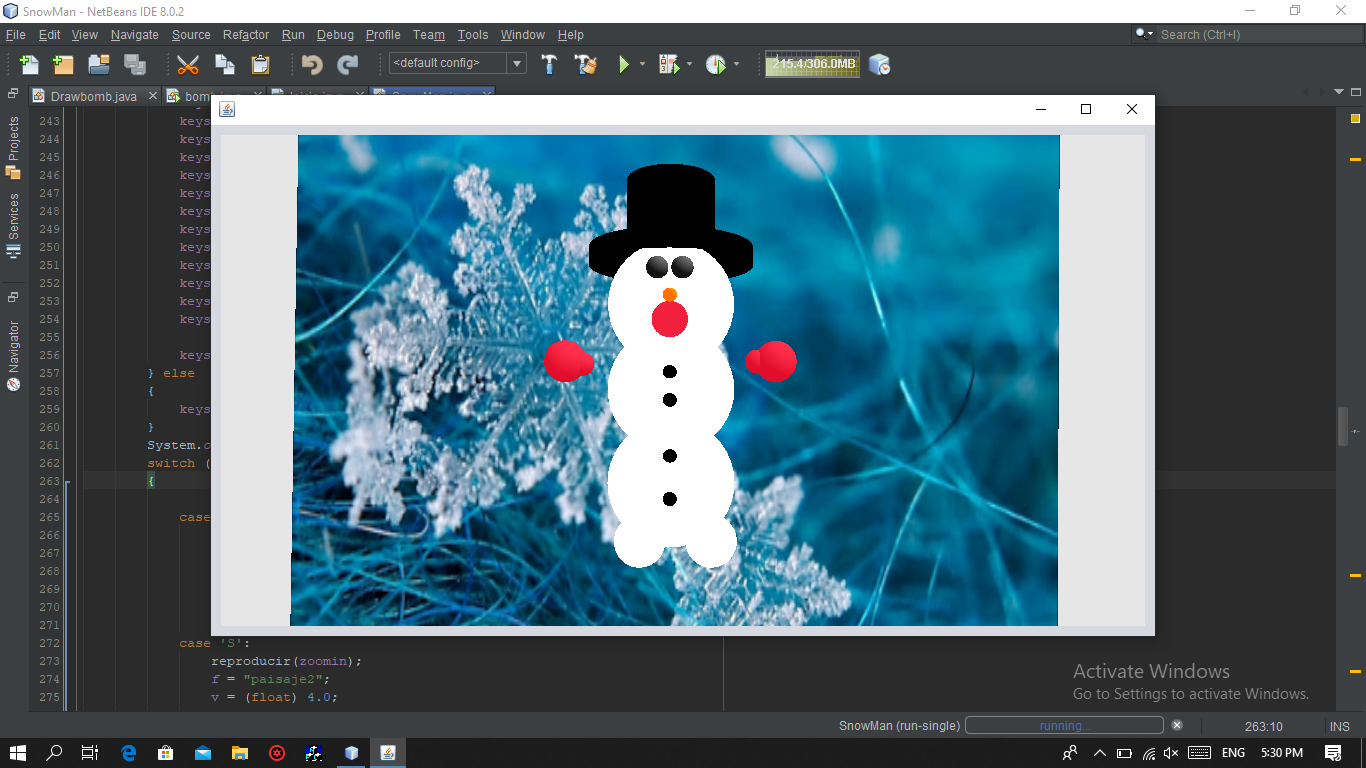 SnowMan - NetBeans IDE 8.0.2
File Edit View Navigate Source Refactor Run Debug Profile Team Tools Window Help
Search (Ctrl+I)
<default config>
215.4/306.0MB
Drawbomb.java
Projects
Services
Navigator
243 keys
244 keys
245 keys
246 keys
247 keys
248 keys
249 keys
250 keys
251 keys
252 keys
253 keys
254 keys
255
256 keys
257 } else
258 {
259 keys
260 }
261 System.
262 switch (
263 {
264
265 case
266
267
268
269
270
271
272 case 'S':
273 reproducir(zoomin);
274 f = "paisaje2";
275 v = (float) 4.0;
Activate Windows
Go to Settings to activate Windows.
SnowMan (run-single) running... 263:10 INS
ENG 5:30 PM